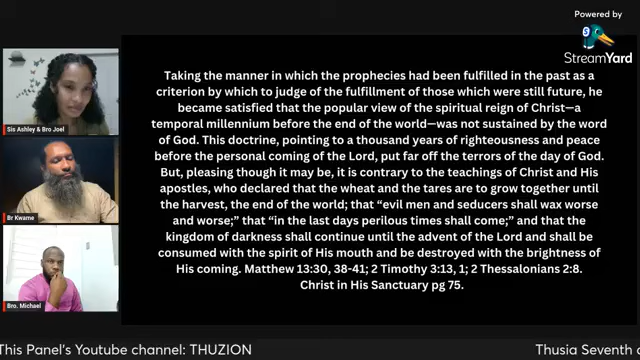 Powered by
StreamYard
Taking the manner in which the prophecies had been fulfilled in the past as a
criterion by which to judge of the fulfillment of those which were still future, he
became satisfied that the popular view of the spiritual reign of Christ—a
temporal millennium before the end of the world—was not sustained by the word
of God. This doctrine, pointing to a thousand years of righteousness and peace
before the personal coming of the Lord, put far off the terrors of the day of God.
But, pleasing though it may be, it is contrary to the teachings of Christ and His
apostles, who declared that the wheat and the tares are to grow together until
the harvest, the end of the world; that “evil men and seducers shall wax worse
and worse;” that “in the last days perilous times shall come;” and that the
kingdom of darkness shall continue until the advent of the Lord and shall be
consumed with the spirit of His mouth and be destroyed with the brightness of
His coming. Matthew 13:30, 38-41; 2 Timothy 3:13, 1; 2 Thessalonians 2:8.
Christ in His Sanctuary pg 75.
Sis Ashley & Bro Joel
Br Kwame
Bro. Michael
This Panel's Youtube channel: THUZION
Thusia Seventh